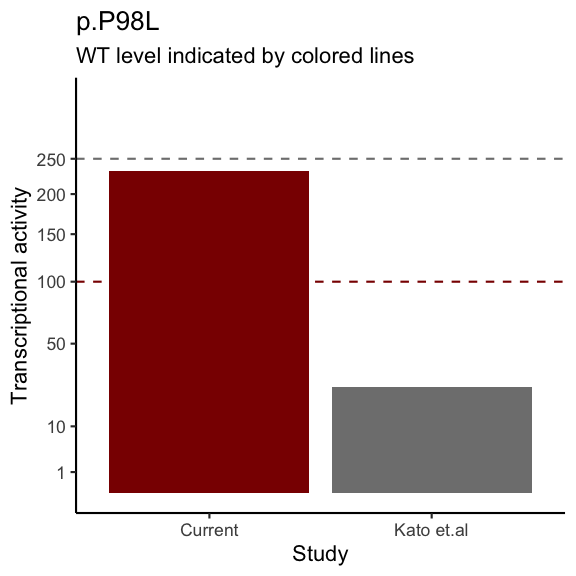 p.P98L
WT level indicated by colored lines
Transcriptional activity
250
200
150
100
50
10
1
Current
Kato et.al
Study